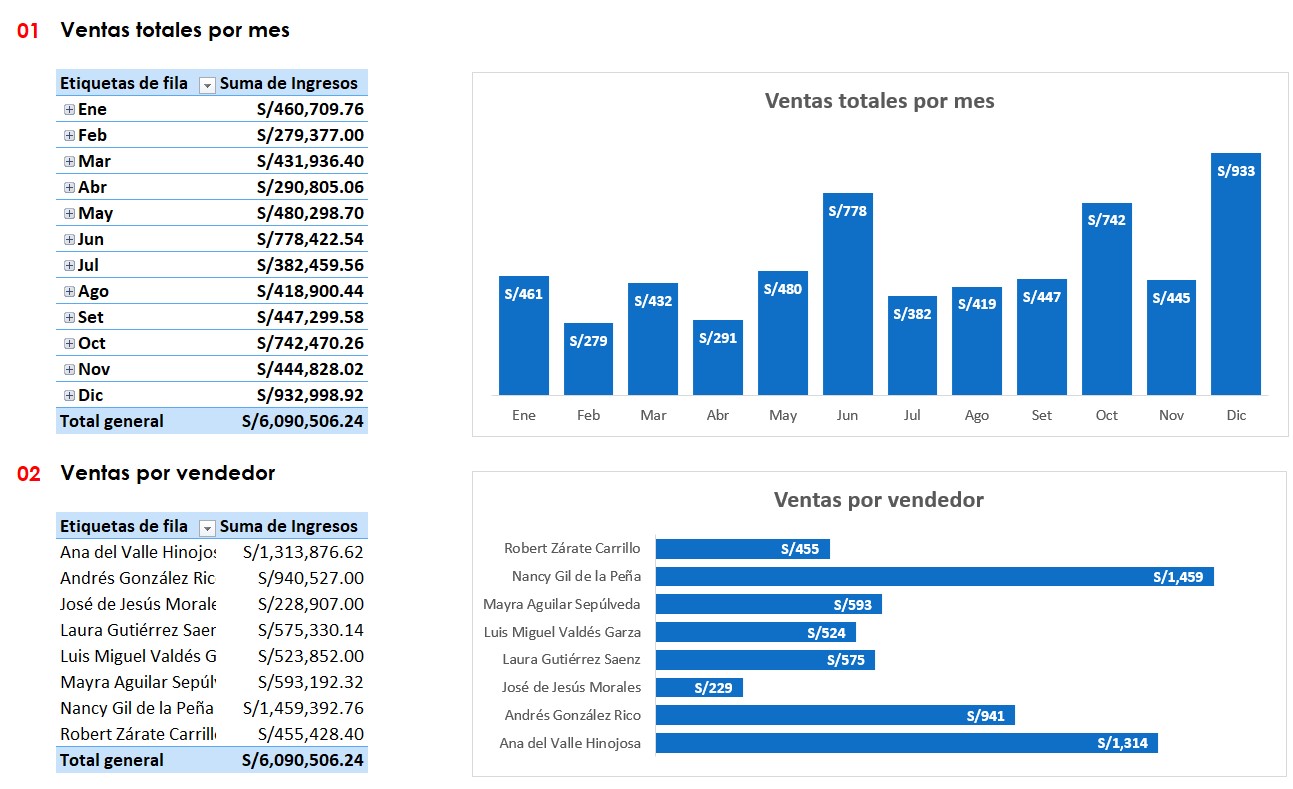 01 Ventas totales por mes
Etiquetas de fila Suma de Ingresos
Ene S/460,709.76
Feb S/279,377.00
Mar S/431,936.40
Abr S/290,805.06
May S/480,298.70
Jun S/778,422.54
Jul S/382,459.56
Ago S/418,900.44
Set S/447,299.58
Oct S/742,470.26
Nov S/444,828.02
Dic S/932,998.92
Total general S/6,090,506.24
Ventas totales por mes
S/461 S/279 S/432 S/291 S/480 S/778 S/382 S/419 S/447 S/742 S/445 S/933
Ene Feb Mar Abr May Jun Jul Ago Set Oct Nov Dic
02 Ventas por vendedor
Etiquetas de fila Suma de Ingresos
Ana del Valle Hinojos S/1,313,876.62
Andrés González Ric S/940,527.00
José de Jesús Morale S/228,907.00
Laura Gutiérrez Saen S/575,330.14
Luis Miguel Valdés G S/523,852.00
Mayra Aguilar Sepúlv S/593,192.32
Nancy Gil de la Peña S/1,459,392.76
Robert Zárate Carrill S/455,428.40
Total general S/6,090,506.24
Ventas por vendedor
Robert Zárate Carrillo S/455
Nancy Gil de la Peña S/1,459
Mayra Aguilar Sepúlveda S/593
Luis Miguel Valdés Garza S/524
Laura Gutiérrez Saenz S/575
José de Jesús Morales S/229
Andrés González Rico S/941
Ana del Valle Hinojosa S/1,314